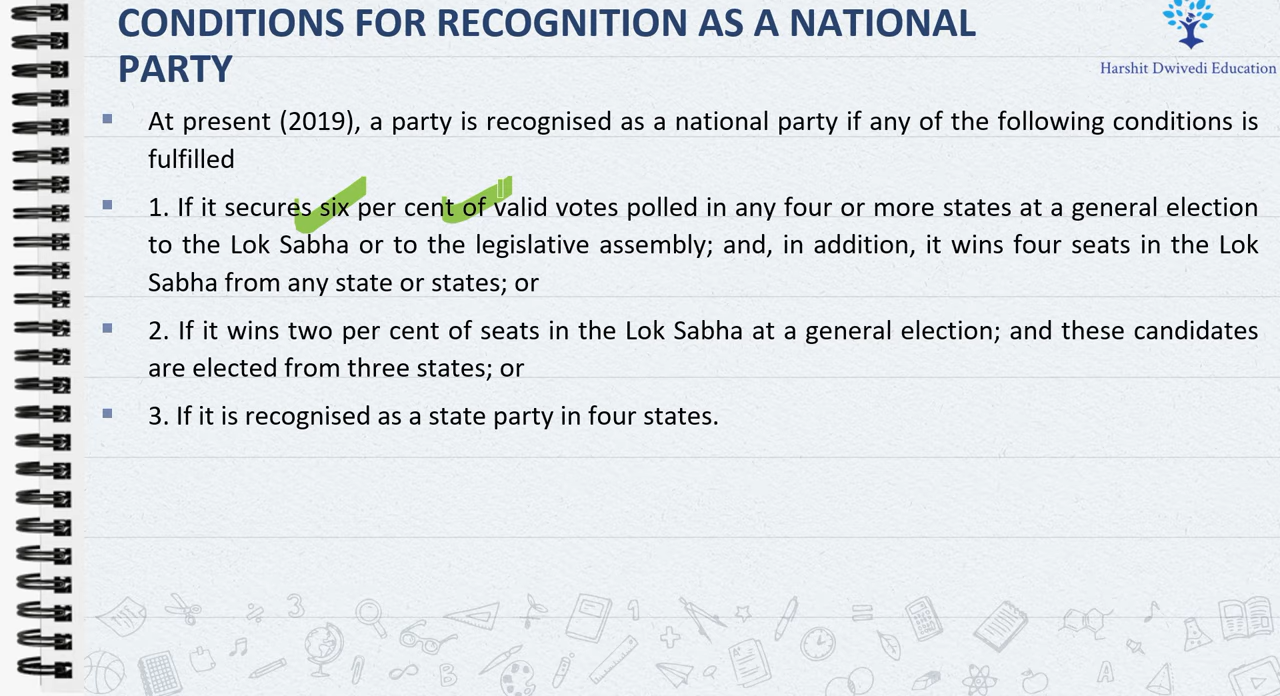 CONDITIONS FOR RECOGNITION AS A NATIONAL
PARTY
Harshit Dwivedi Education
At present (2019), a party is recognised as a national party if any of the following conditions is
fulfilled
1. If it secures six per cent of valid votes polled in any four or more states at a general election
to the Lok Sabha or to the legislative assembly; and, in addition, it wins four seats in the Lok
Sabha from any state or states; or
2. If it wins two per cent of seats in the Lok Sabha at a general election; and these candidates
are elected from three states; or
3. If it is recognised as a state party in four states.